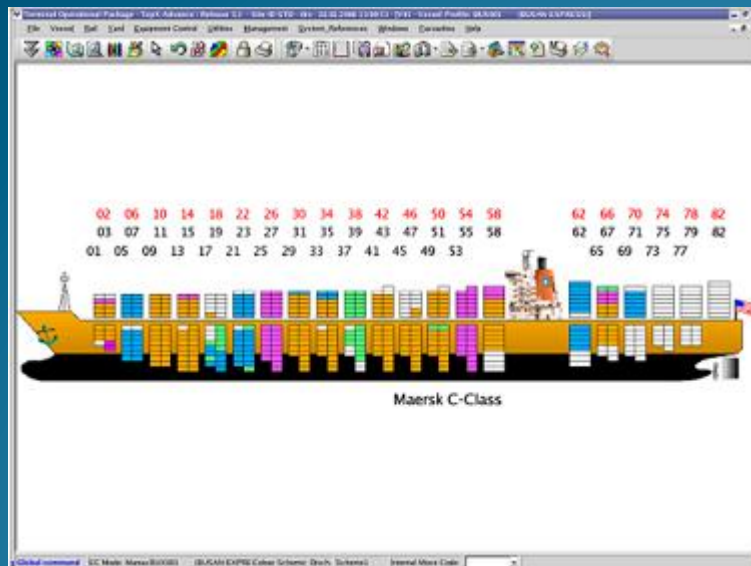 Terminal Operational Package - TopX Advance - Release 5.1
File Vessel Rail Yard Equipment Control Utilities Management System_References Windows Help
02 06 10 14 18 22 26 30 34 38 42 46 50 54 58 62 66 70 74 78 82
03 07 11 15 19 23 27 31 35 39 43 47 51 55 58 62 67 71 75 79 82
01 05 09 13 17 21 25 29 33 37 41 45 49 53 65 69 73 77
Maersk C-Class
Global command
Internal Move Code